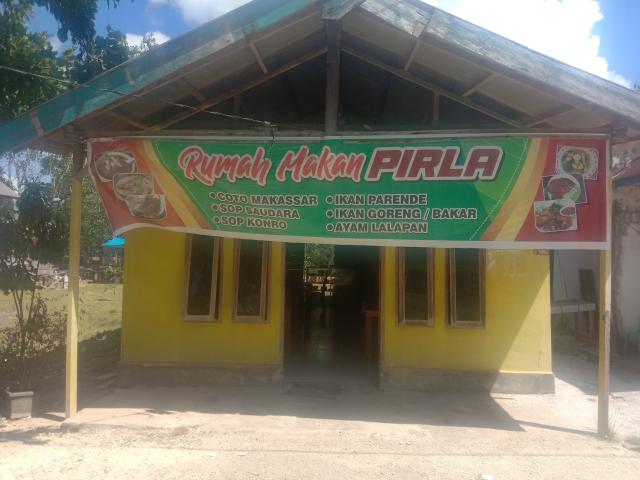 Rumah Makan PIRLA
• COTO MAKASSAR
• SOP SAUDARA
• SOP KONRO
• IKAN PARENDE
• IKAN GORENG / BAKAR
• AYAM LALAPAN